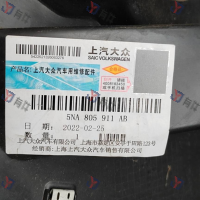 上汽大众
SAIC VOLKSWAGEN
产品名称: 上汽大众汽车用维修配件
5NA 805 911 AB
日期: 2022-02-25
数量: 1
上汽大众汽车有限公司 上海市嘉定区安亭于塘路123号
经销商: 上海上汽大众汽车销售有限公司